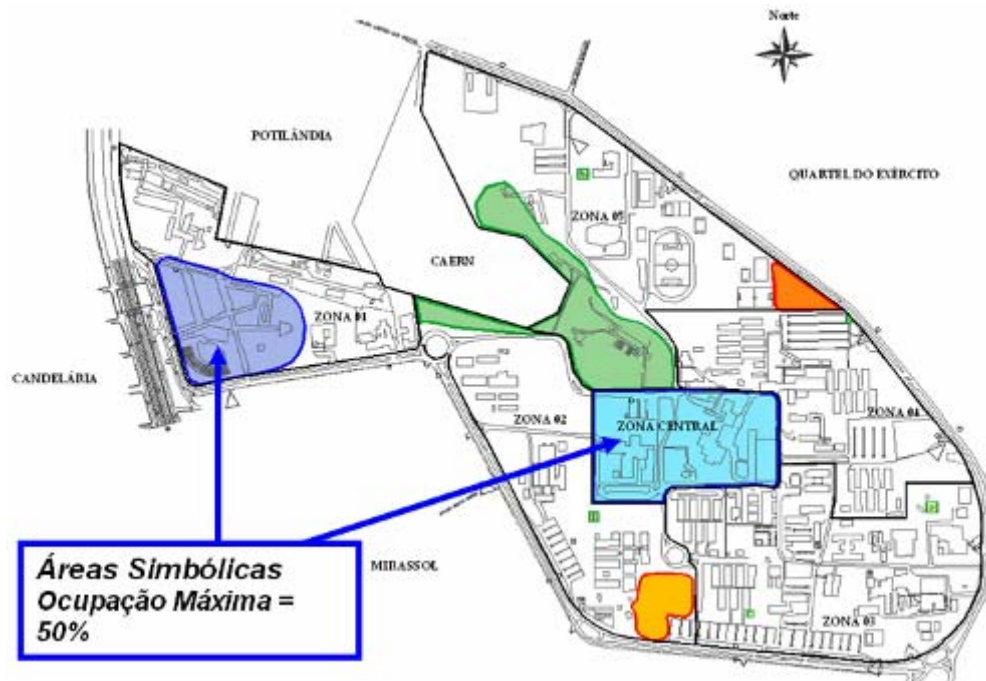 Norte
POTILÂNDIA
QUARTEL DO EXÉRCITO
ZONA 05
CAERN
ZONA 01
CANDELÁRIA
ZONA 02
ZONA CENTRAL
ZONA 04
MIRASSOL
Áreas Simbólicas
Ocupação Máxima =
50%
ZONA 03